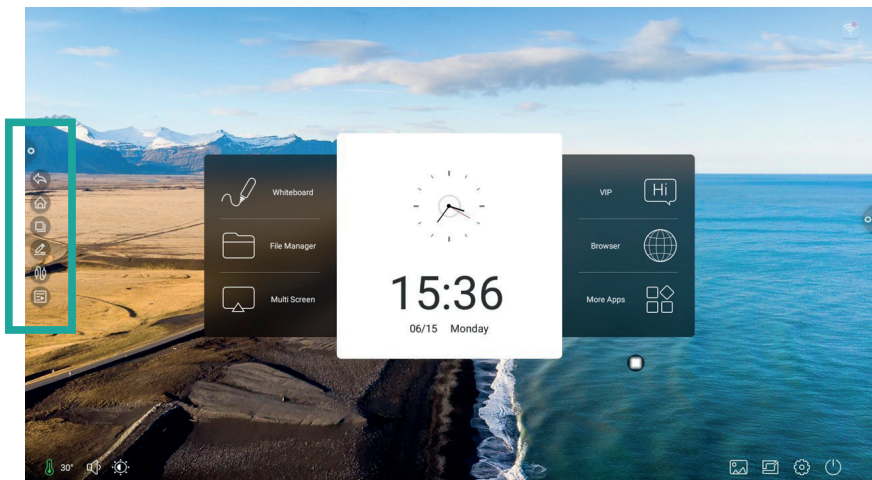 Whiteboard
File Manager
Multi Screen
15:36
06/15 Monday
VIP
Hi
Browser
More Apps
30°